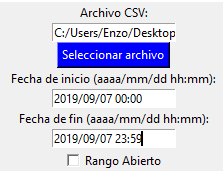 Archivo CSV:
C:/Users/Enzo/Desktop
Seleccionar archivo
Fecha de inicio (aaaa/mm/dd hh:mm):
2019/09/07 00:00
Fecha de fin (aaaa/mm/dd hh:mm):
2019/09/07 23:59
Rango Abierto